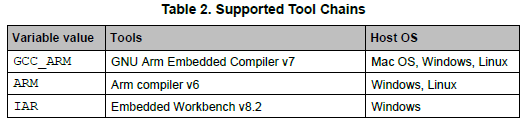 Table 2. Supported Tool Chains
Variable value Tools Host OS
GCC_ARM GNU Arm Embedded Compiler v7 Mac OS, Windows, Linux
ARM Arm compiler v6 Windows, Linux
IAR Embedded Workbench v8.2 Windows